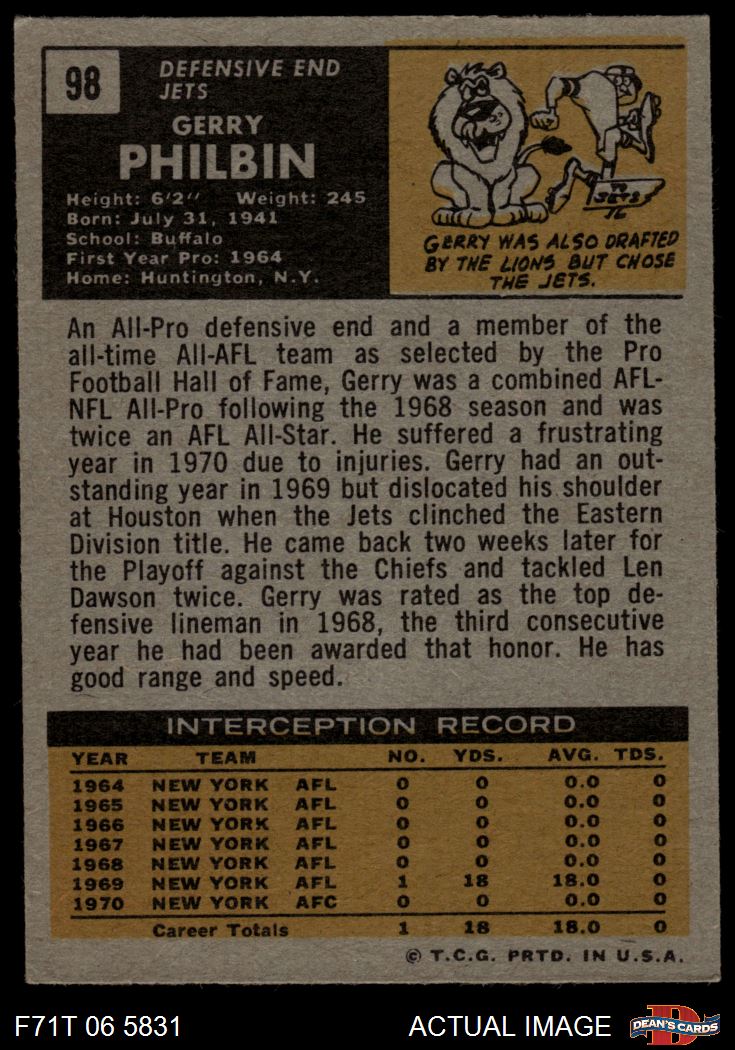 98
DEFENSIVE END
JETS
GERRY
PHILBIN
Height: 6'2" Weight: 245
Born: July 31, 1941
School: Buffalo
First Year Pro: 1964
Home: Huntington, N.Y.
TO
JETS
GERRY WAS ALSO DRAFTED
BY THE LIONS BUT CHOSE
THE JETS.
An All-Pro defensive end and a member of the
all-time All-AFL team as selected by the Pro
Football Hall of Fame, Gerry was a combined AFL-
NFL All-Pro following the 1968 season and was
twice an AFL All-Star. He suffered a frustrating
year in 1970 due to injuries. Gerry had an out-
standing year in 1969 but dislocated his shoulder
at Houston when the Jets clinched the Eastern
Division title. He came back two weeks later for
the Playoff against the Chiefs and tackled Len
Dawson twice. Gerry was rated as the top de-
fensive lineman in 1968, the third consecutive
year he had been awarded that honor. He has
good range and speed.
INTERCEPTION RECORD
YEAR TEAM NO. YDS. AVG. TDS.
1964 NEW YORK AFL 0 0 0.0 0
1965 NEW YORK AFL 0 0 0.0 0
1966 NEW YORK AFL 0 0 0.0 0
1967 NEW YORK AFL 0 0 0.0 0
1968 NEW YORK AFL 0 0 0.0 0
1969 NEW YORK AFL 1 18 18.0 0
1970 NEW YORK AFC 0 0 0.0 0
Career Totals 1 18 18.0 0
© T.C.G. PRTD. IN U.S.A.
F71T 06 5831 ACTUAL IMAGE D DEAN'S CARDS